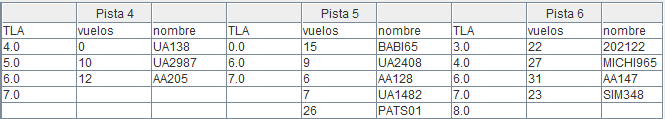 Pista 4 Pista 5 Pista 6
TLA vuelos nombre TLA vuelos nombre TLA vuelos nombre
4.0 0 UA138 0.0 15 BABI65 3.0 22 202122
5.0 10 UA2987 6.0 9 UA2408 4.0 27 MICHI965
6.0 12 AA205 7.0 6 AA128 6.0 31 AA147
7.0 7 UA1482 7.0 23 SIM348
26 PATS01 8.0